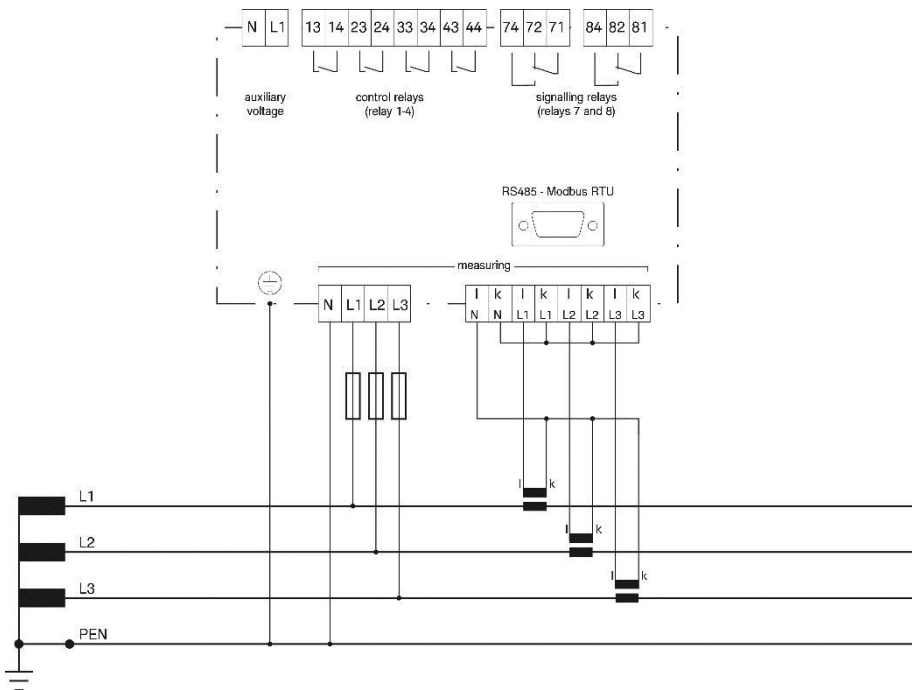 N L1 13 14 23 24 33 34 43 44 74 72 71 84 82 81
auxiliary voltage
control relays (relay 1-4)
signalling relays (relays 7 and 8)
RS485 - Modbus RTU
measuring
N L1 L2 L3
l k l k l k l k
N N L1 L1 L2 L2 L3 L3
l k
L1
l k
L2
l k
L3
PEN